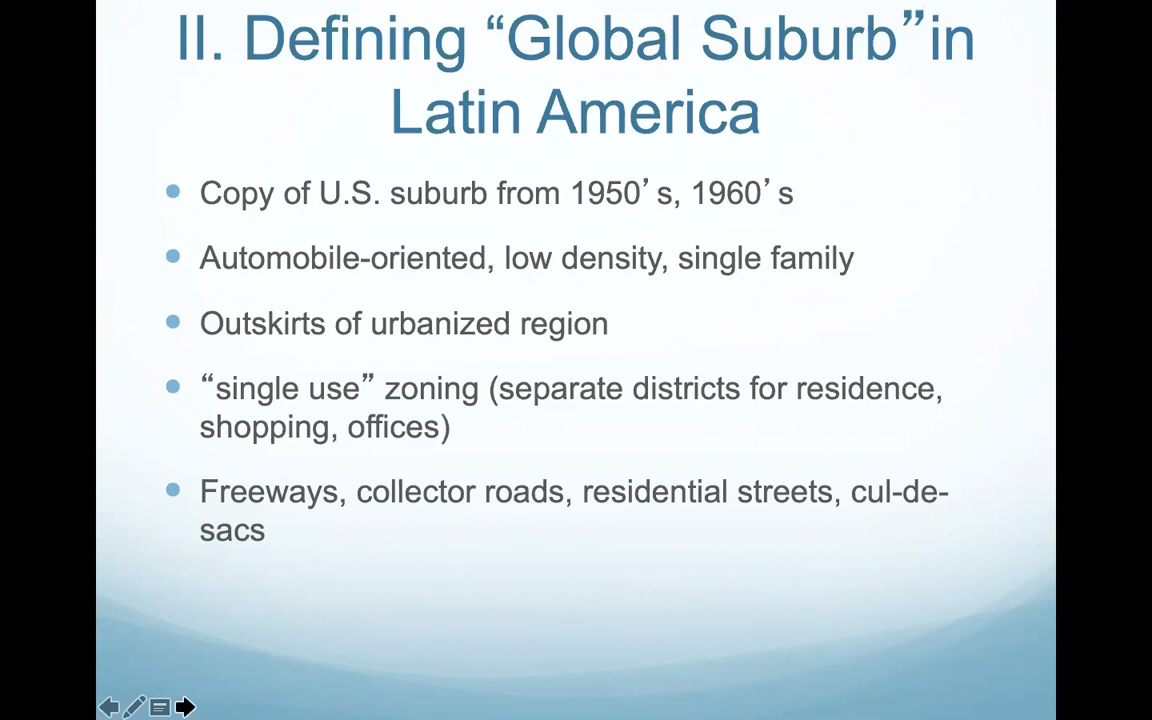 II. Defining “Global Suburb”in
Latin America
Copy of U.S. suburb from 1950’s, 1960’s
Automobile-oriented, low density, single family
Outskirts of urbanized region
“single use” zoning (separate districts for residence,
shopping, offices)
Freeways, collector roads, residential streets, cul-de-
sacs